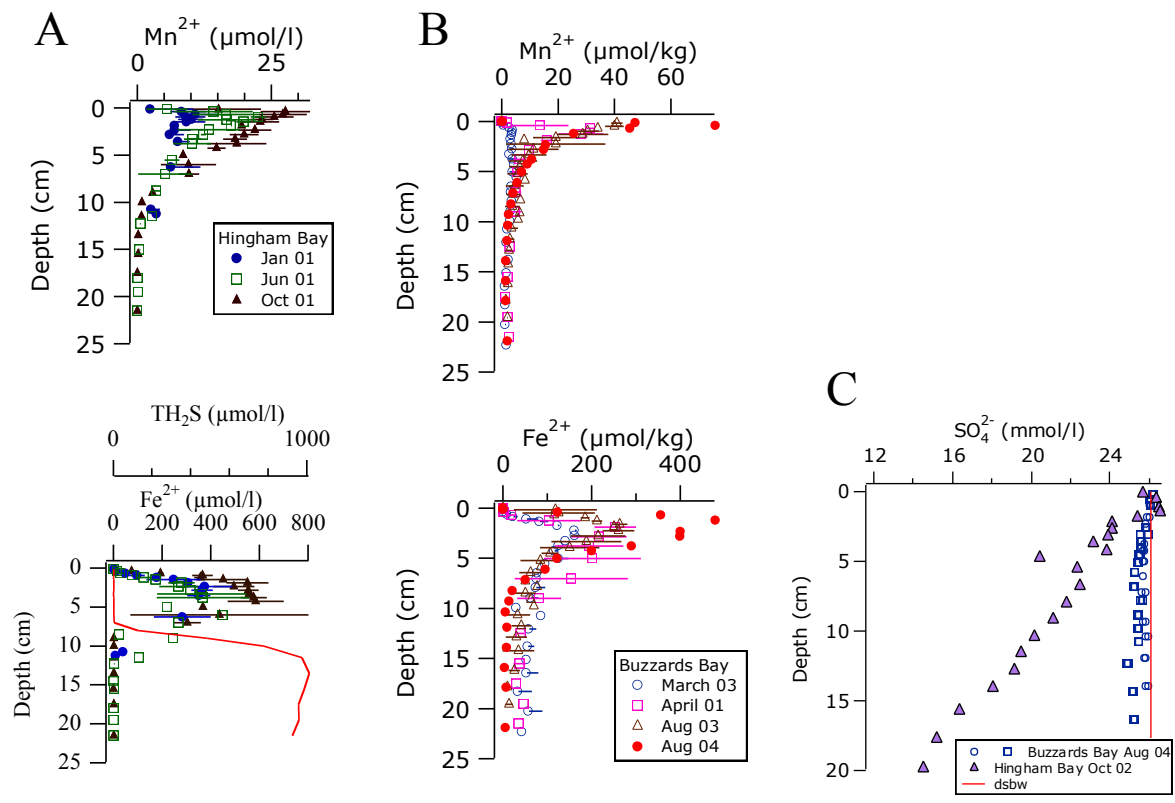 A
Mn2+ (µmol/l)
0 25
0
5
10
15
20
25
Depth (cm)
Hingham Bay
Jan 01
Jun 01
Oct 01
B
Mn2+ (µmol/kg)
0 20 40 60
0
5
10
15
20
25
Depth (cm)
TH2S (µmol/l)
0 1000
Fe2+ (µmol/l)
0 200 400 600 800
0
5
10
15
20
25
Depth (cm)
Fe2+ (µmol/kg)
0 200 400
0
5
10
15
20
25
Depth (cm)
Buzzards Bay
March 03
April 01
Aug 03
Aug 04
C
SO42- (mmol/l)
12 16 20 24
0
5
10
15
20
Depth (cm)
Buzzards Bay Aug 04
Hingham Bay Oct 02
dsbw